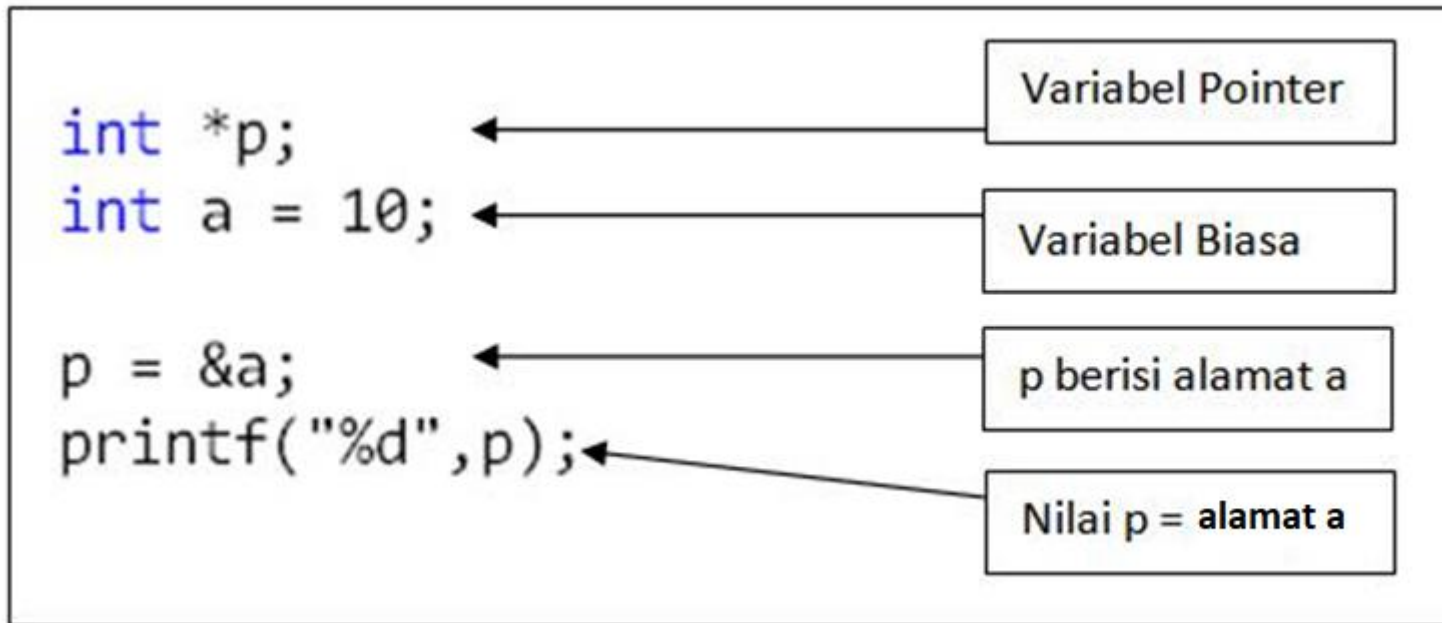 int *p;
Variabel Pointer
int a = 10;
Variabel Biasa
p = &a;
p berisi alamat a
printf("%d",p);
Nilai p = alamat a